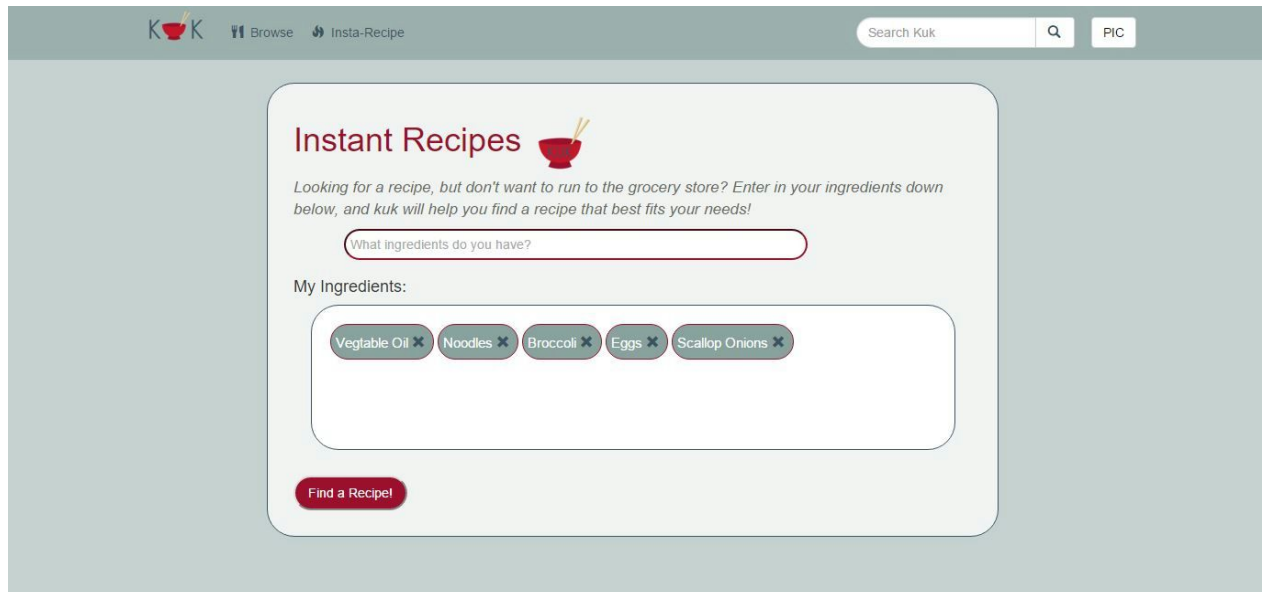 K K
Browse
Insta-Recipe
Search Kuk
PIC
Instant Recipes
Looking for a recipe, but don't want to run to the grocery store? Enter in your ingredients down
below, and kuk will help you find a recipe that best fits your needs!
What ingredients do you have?
My Ingredients:
Vegtable Oil
Noodles
Broccoli
Eggs
Scallop Onions
Find a Recipe!